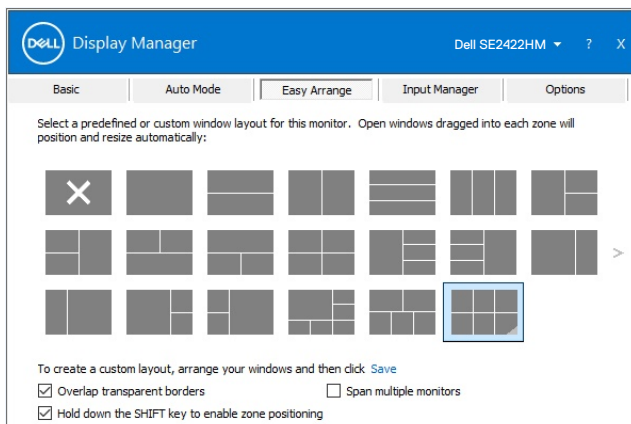 DELL Display Manager Dell SE2422HM ? X
Basic Auto Mode Easy Arrange Input Manager Options
Select a predefined or custom window layout for this monitor. Open windows dragged into each zone will
position and resize automatically:
>
To create a custom layout, arrange your windows and then click Save
Overlap transparent borders Span multiple monitors
Hold down the SHIFT key to enable zone positioning